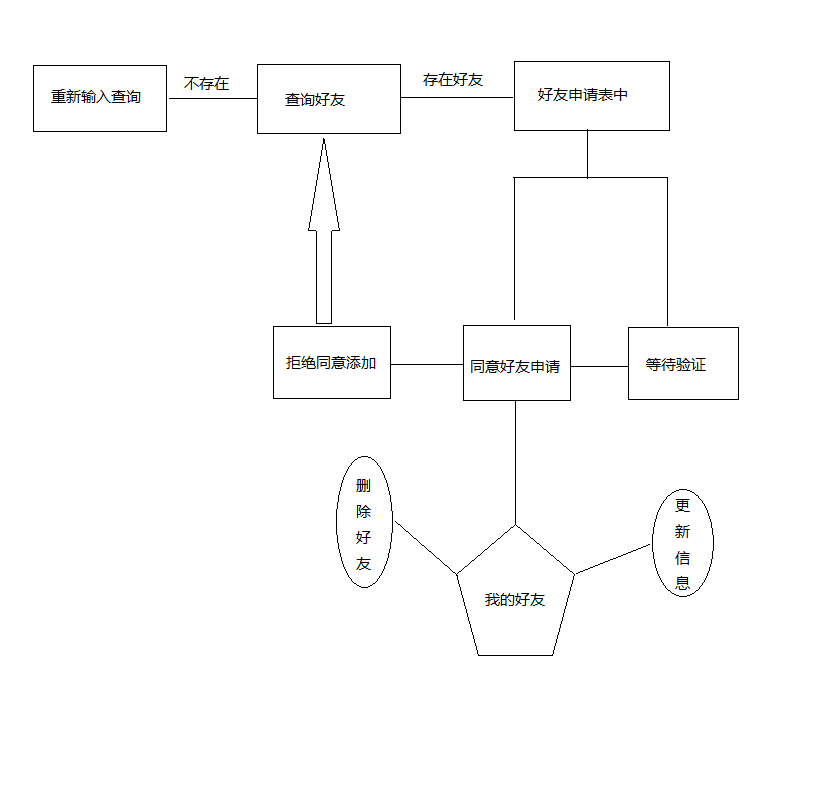 重新输入查询
不存在
查询好友
存在好友
好友申请表中
拒绝同意添加
同意好友申请
等待验证
删
除
好
友
更
新
信
息
我的好友